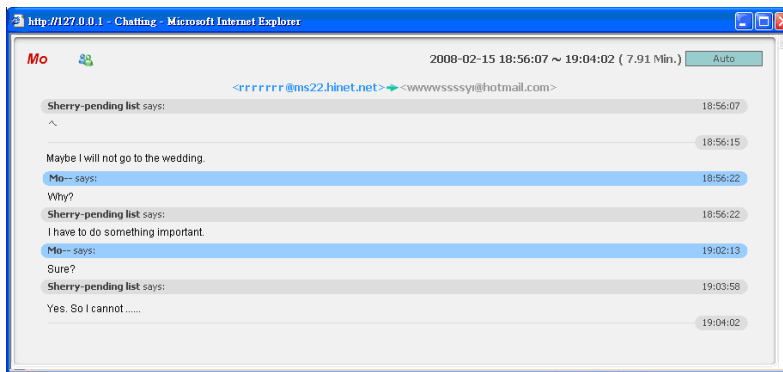 http://127.0.0.1 - Chatting - Microsoft Internet Explorer
Mo 2008-02-15 18:56:07 ~ 19:04:02 ( 7.91 Min.) Auto
<rrrrrrr@ms22.hinet.net> <wwwwssssyı@hotmail.com>
Sherry-pending list says: 18:56:07
へ
18:56:15
Maybe I will not go to the wedding.
Mo-- says: 18:56:22
Why?
Sherry-pending list says: 18:56:22
I have to do something important.
Mo-- says: 19:02:13
Sure?
Sherry-pending list says: 19:03:58
Yes. So I cannot ......
19:04:02